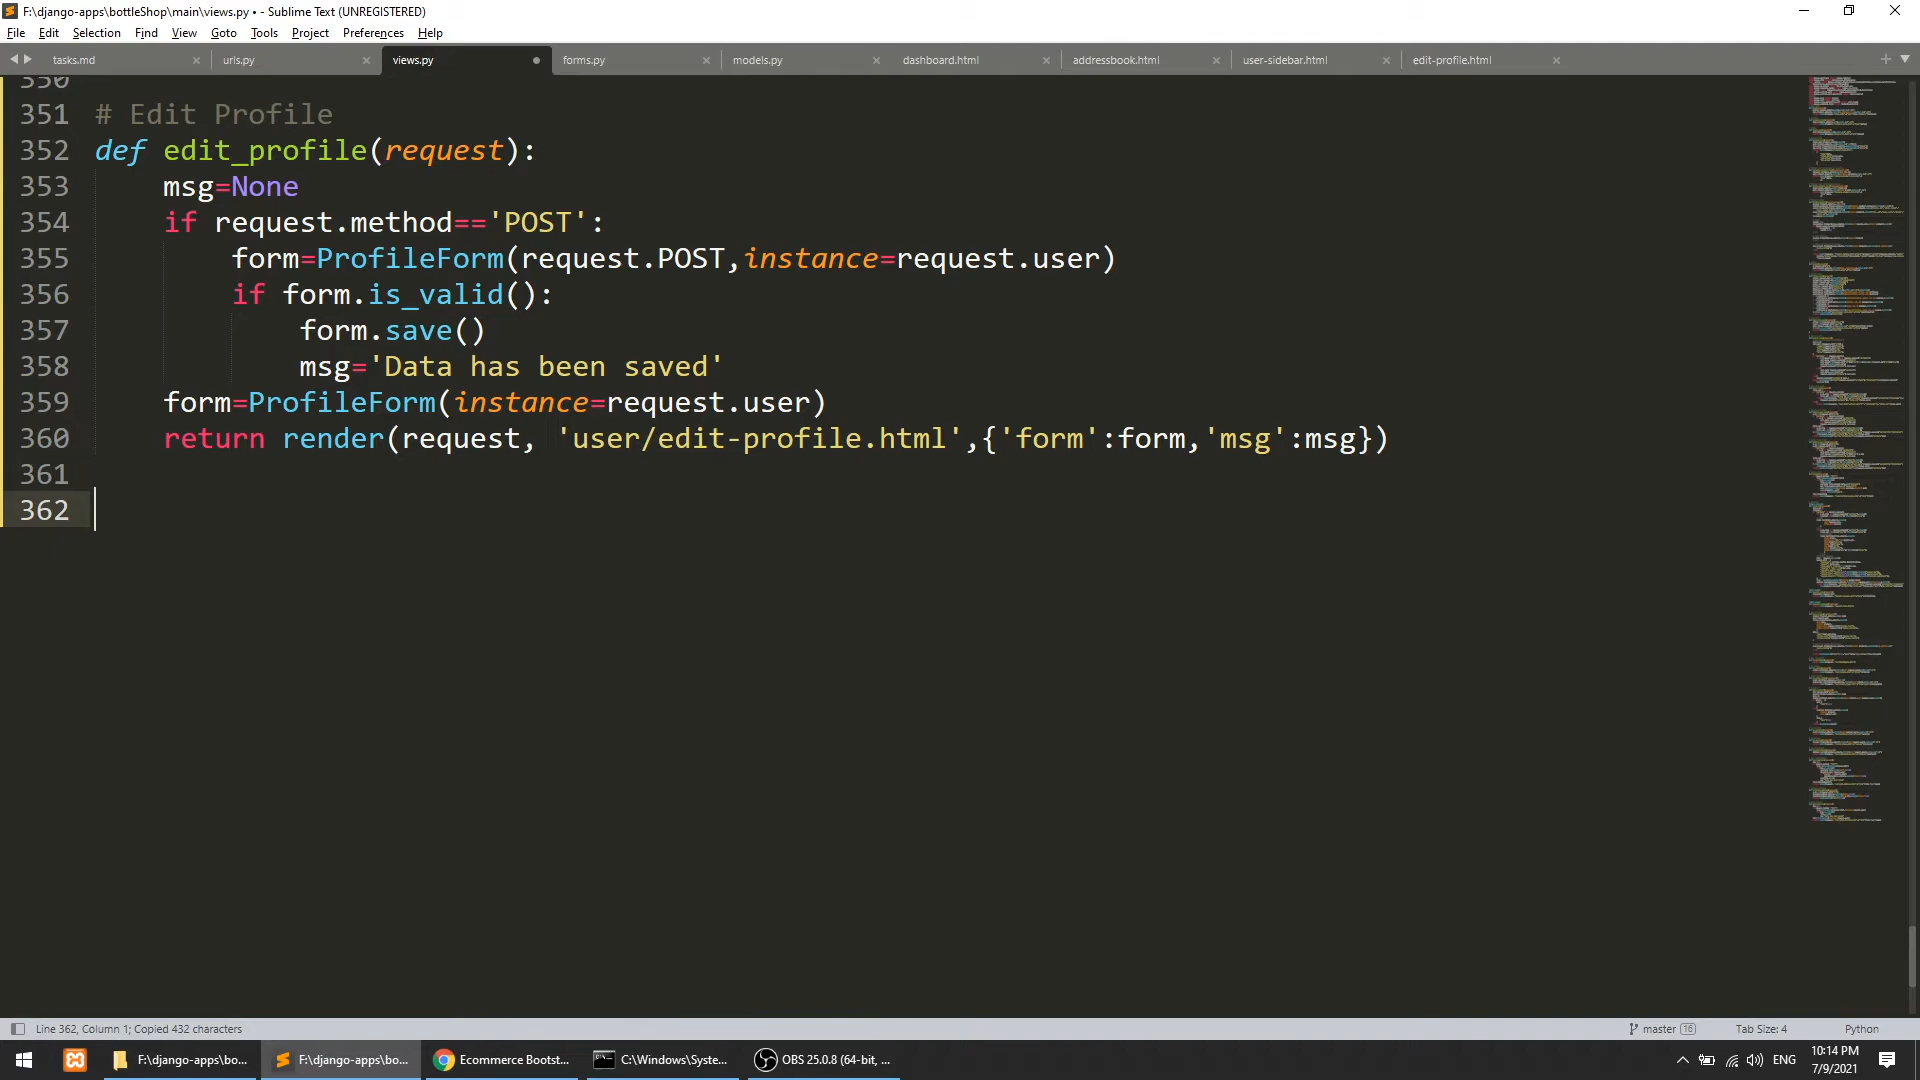 F:\django-apps\bottleShop\main\views.py • - Sublime Text (UNREGISTERED)
File Edit Selection Find View Goto Tools Project Preferences Help
tasks.md urls.py views.py forms.py models.py dashboard.html addressbook.html user-sidebar.html edit-profile.html
350
351 # Edit Profile
352 def edit_profile(request):
353 msg=None
354 if request.method=='POST':
355 form=ProfileForm(request.POST,instance=request.user)
356 if form.is_valid():
357 form.save()
358 msg='Data has been saved'
359 form=ProfileForm(instance=request.user)
360 return render(request, 'user/edit-profile.html',{'form':form,'msg':msg})
361
362
Line 362, Column 1; Copied 432 characters master 16 Tab Size: 4 Python
F:\django-apps\bo... F:\django-apps\bo... Ecommerce Bootst... C:\Windows\Syste... OBS 25.0.8 (64-bit, ... ENG 10:14 PM
7/9/2021